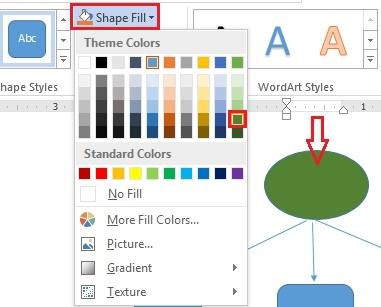 Abc
Shape Fill
Theme Colors
hape Styles
WordArt Styles
3
A
A
A
Standard Colors
No Fill
More Fill Colors...
Picture...
Gradient
Texture